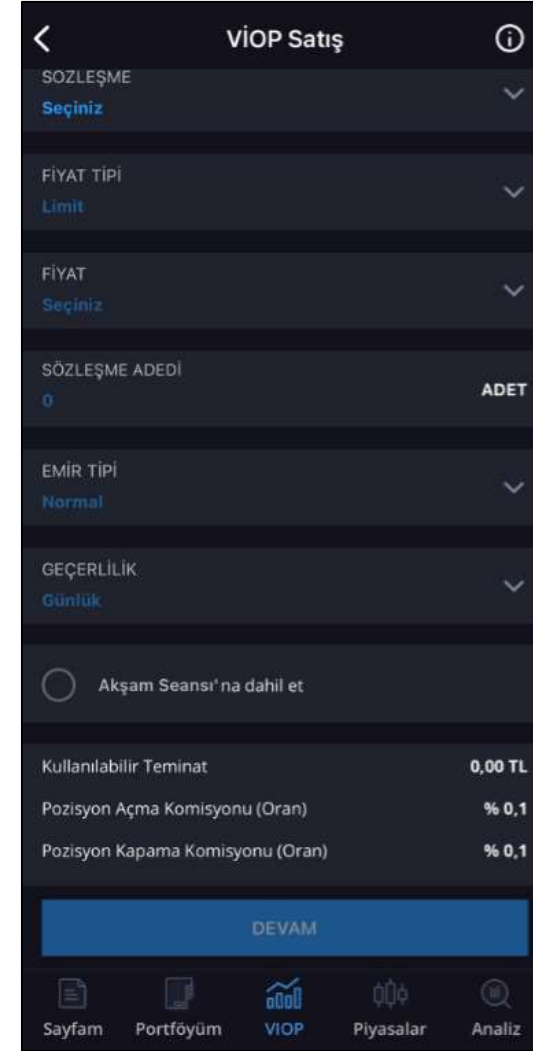 VİOP Satış
SÖZLEŞME
Seçiniz
FİYAT TİPİ
Limit
FİYAT
Seçiniz
SÖZLEŞME ADEDİ
0
ADET
EMİR TİPİ
Normal
GEÇERLİLİK
Günlük
Akşam Seansı'na dahil et
Kullanılabilir Teminat 0,00 TL
Pozisyon Açma Komisyonu (Oran) % 0,1
Pozisyon Kapama Komisyonu (Oran) % 0,1
DEVAM
Sayfam Portföyüm VIOP Piyasalar Analiz